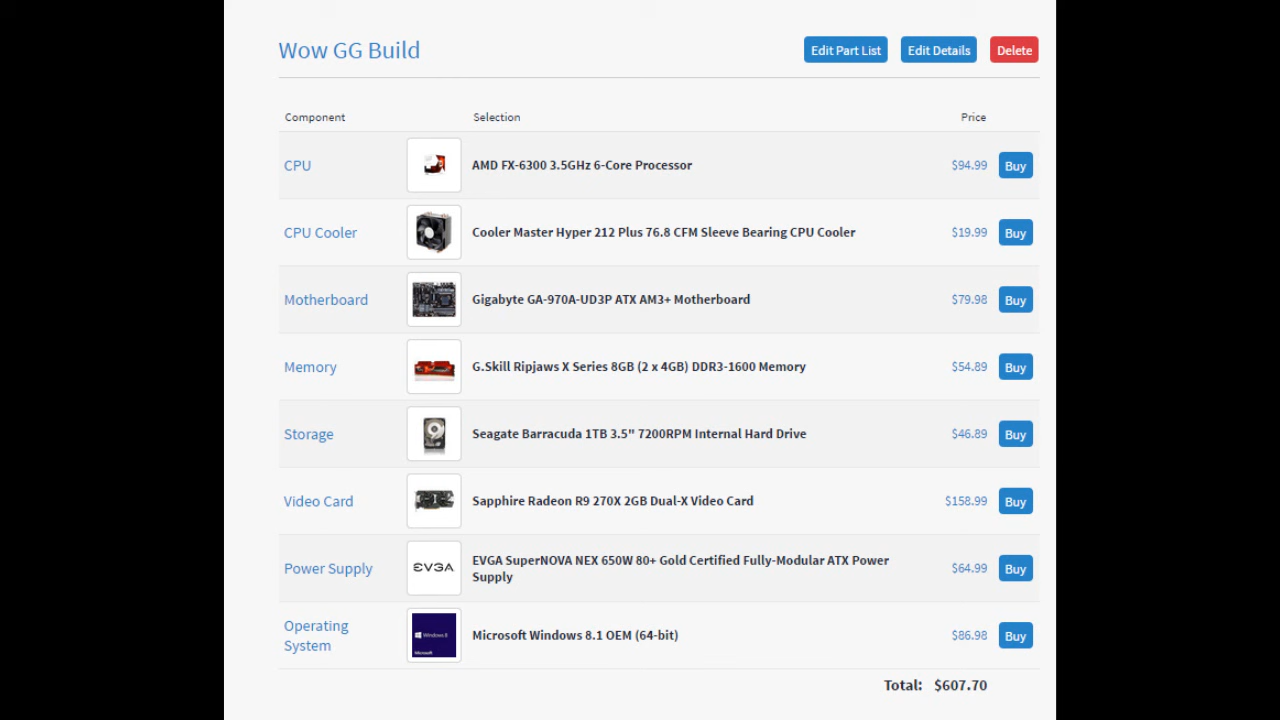 Wow GG Build
Edit Part List
Edit Details
Delete
Component Selection Price
CPU AMD FX-6300 3.5GHz 6-Core Processor $94.99 Buy
CPU Cooler Cooler Master Hyper 212 Plus 76.8 CFM Sleeve Bearing CPU Cooler $19.99 Buy
Motherboard Gigabyte GA-970A-UD3P ATX AM3+ Motherboard $79.98 Buy
Memory G.Skill Ripjaws X Series 8GB (2 x 4GB) DDR3-1600 Memory $54.89 Buy
Storage Seagate Barracuda 1TB 3.5" 7200RPM Internal Hard Drive $46.89 Buy
Video Card Sapphire Radeon R9 270X 2GB Dual-X Video Card $158.99 Buy
Power Supply EVGA EVGA SuperNOVA NEX 650W 80+ Gold Certified Fully-Modular ATX Power
Supply $64.99 Buy
Operating
System Windows 8 Microsoft Microsoft Windows 8.1 OEM (64-bit) $86.98 Buy
Total: $607.70